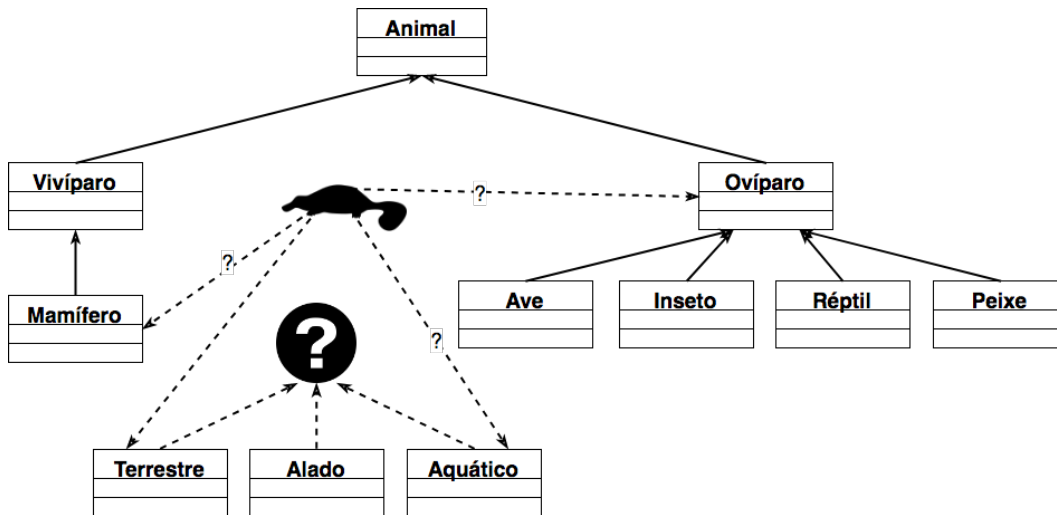 Animal
Vivíparo
Ovíparo
?
?
Mamífero
Ave
Inseto
Réptil
Peixe
?
?
Terrestre
Alado
Aquático